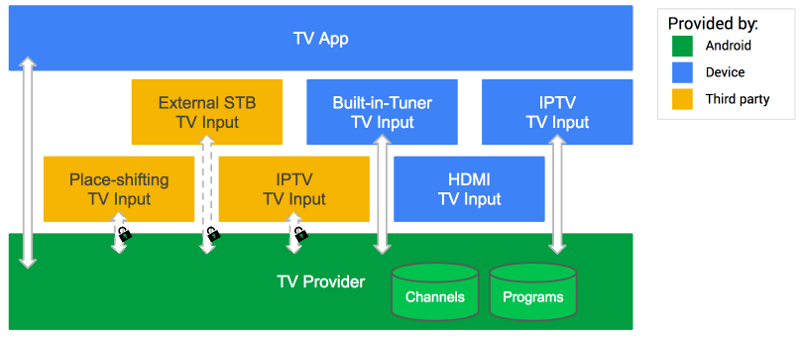 TV App
Provided by:
Android
Device
Third party
External STB
TV Input
Built-in-Tuner
TV Input
IPTV
TV Input
Place-shifting
TV Input
IPTV
TV Input
HDMI
TV Input
TV Provider
Channels
Programs